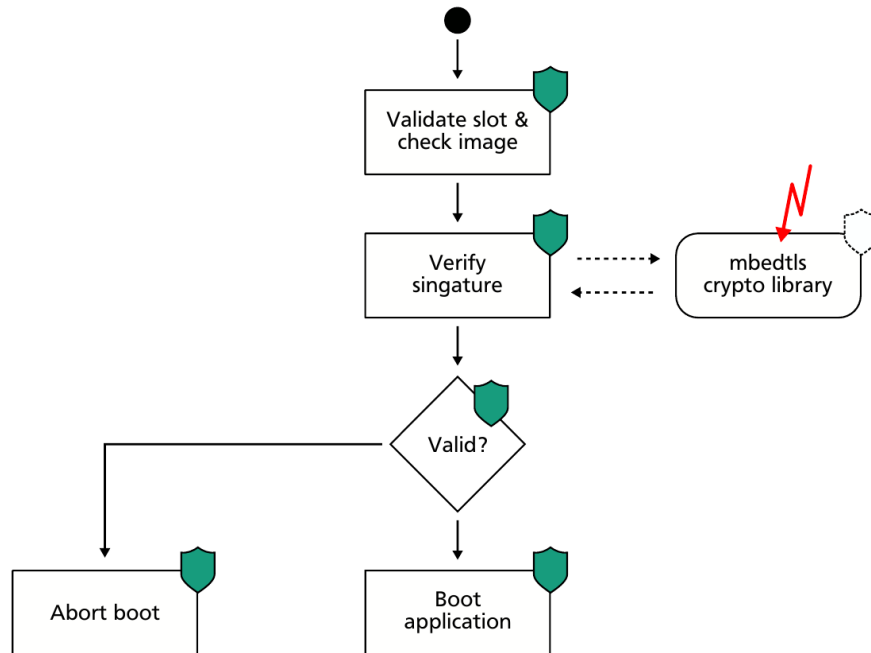 Validate slot &
check image
Verify
singature
mbedtls
crypto library
Valid?
Abort boot
Boot
application